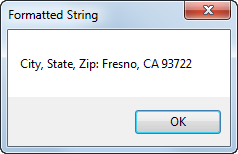 Formatted String
City, State, Zip: Fresno, CA 93722
OK